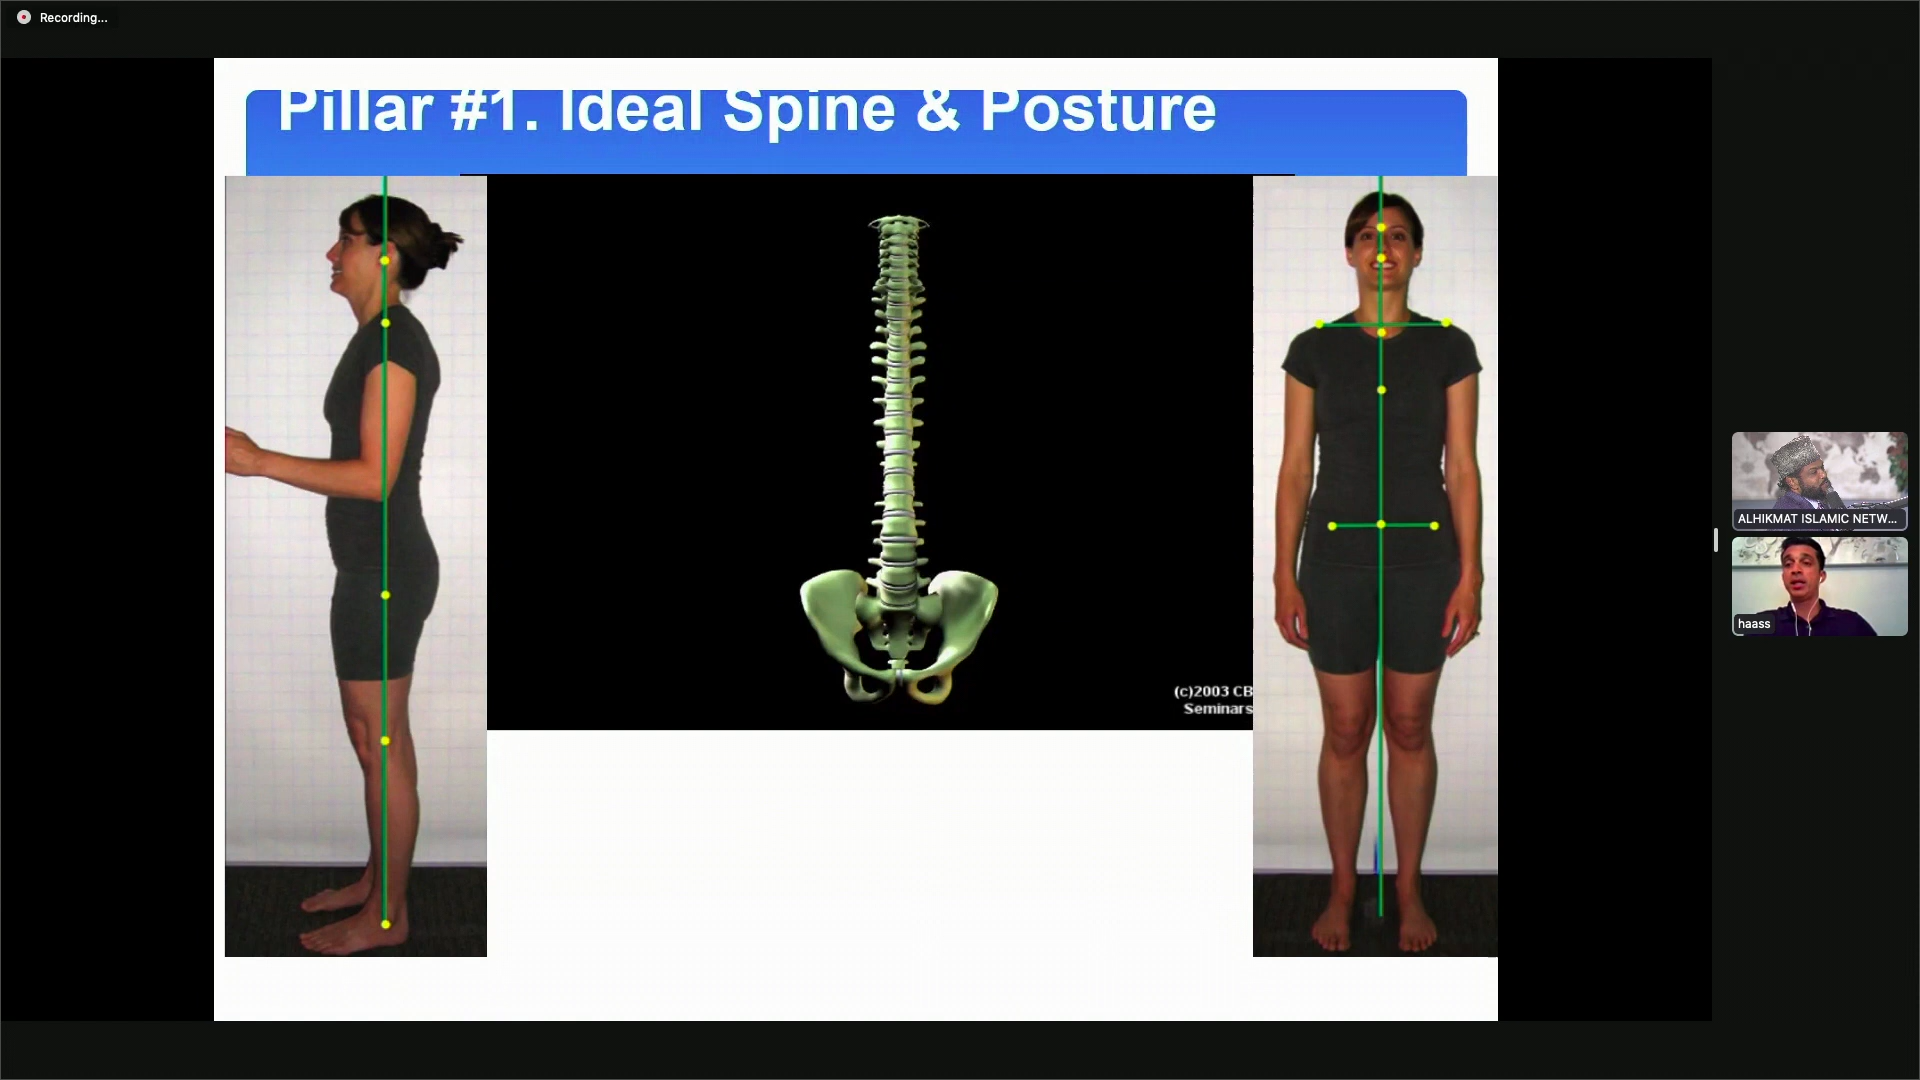 Recording...
Pillar #1. Ideal Spine & Posture
(c)2003 CB
Seminars
ALHIKMAT ISLAMIC NETW...
haass